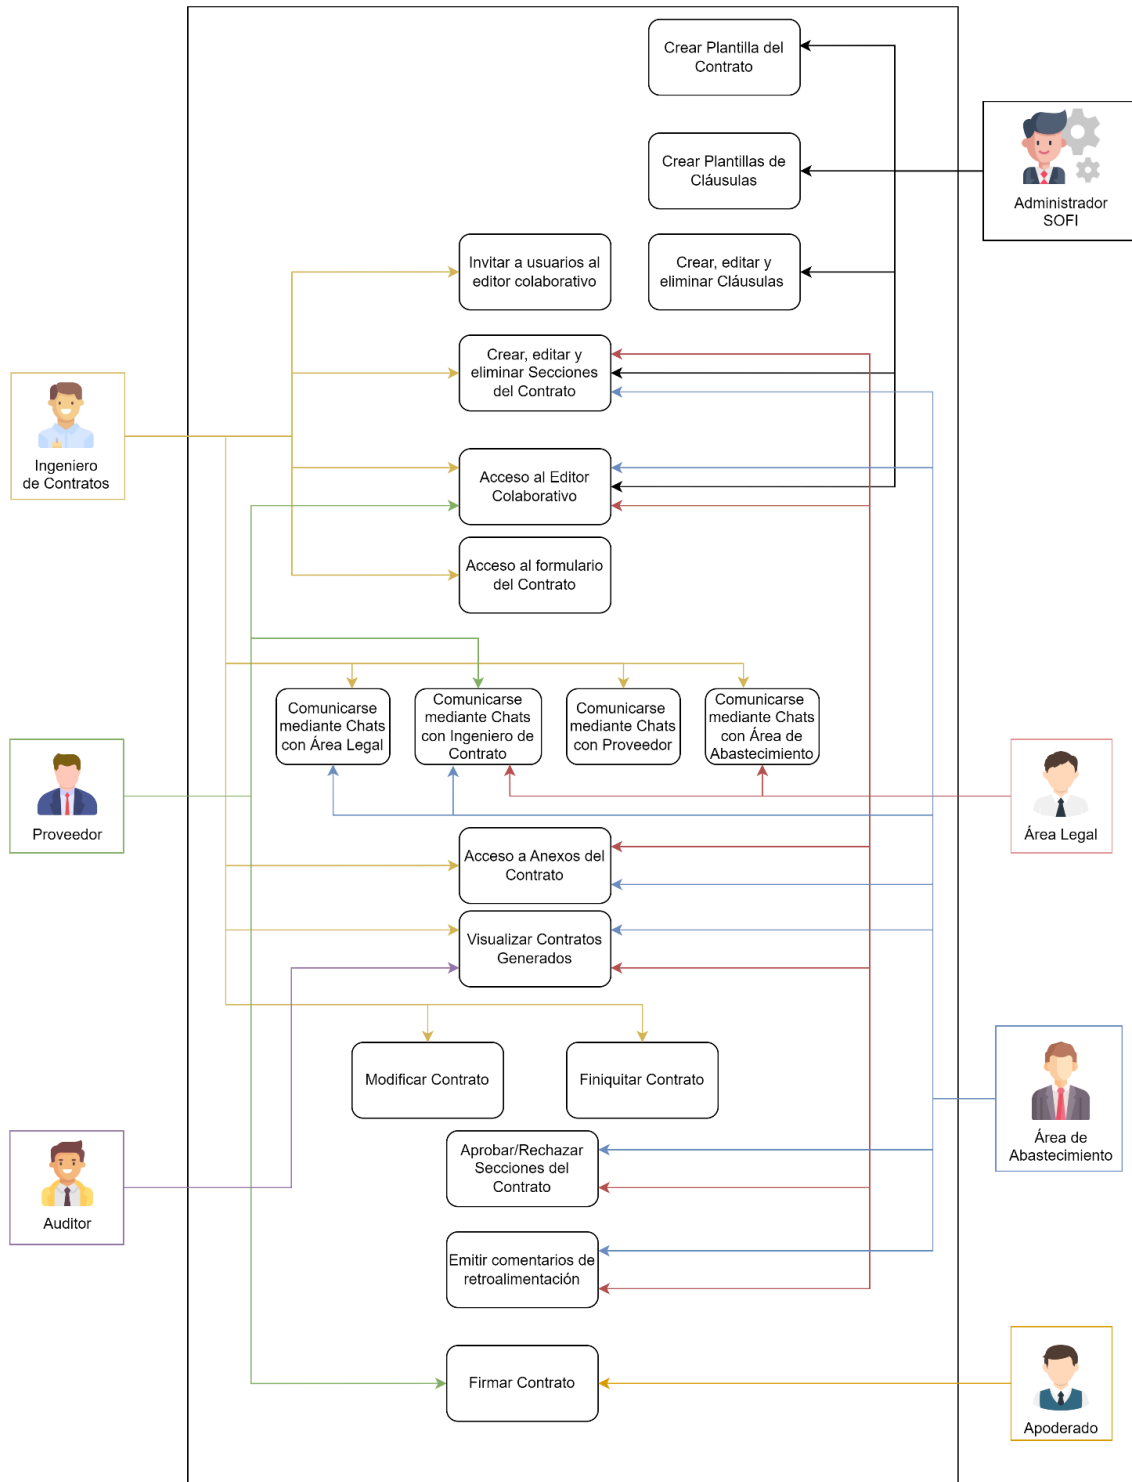 Crear Plantilla del
Contrato
Crear Plantillas de
Cláusulas
Administrador
SOFI
Invitar a usuarios al
editor colaborativo
Crear, editar y
eliminar Cláusulas
Crear, editar y
eliminar Secciones
del Contrato
Ingeniero
de Contratos
Acceso al Editor
Colaborativo
Acceso al formulario
del Contrato
Comunicarse
mediante Chats
con Área Legal
Comunicarse
mediante Chats
con Ingeniero de
Contrato
Comunicarse
mediante Chats
con Proveedor
Comunicarse
mediante Chats
con Área de
Abastecimiento
Proveedor
Área Legal
Acceso a Anexos del
Contrato
Visualizar Contratos
Generados
Modificar Contrato
Finiquitar Contrato
Área de
Abastecimiento
Aprobar/Rechazar
Secciones del
Contrato
Auditor
Emitir comentarios de
retroalimentación
Firmar Contrato
Apoderado